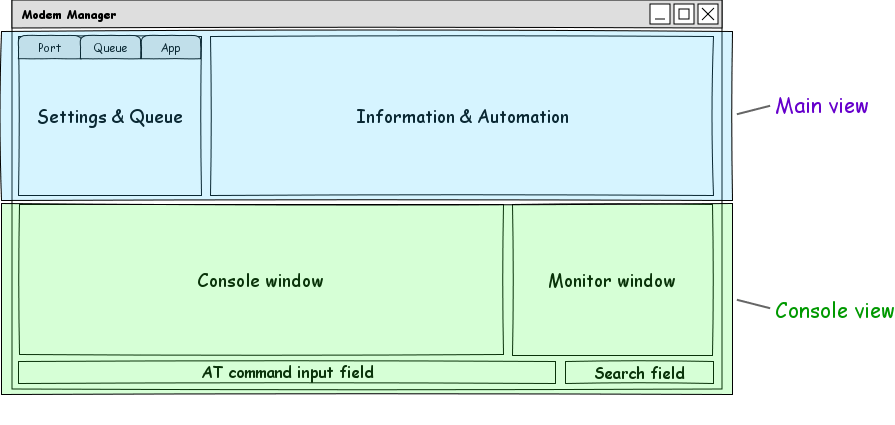 Modem Manager
Port Queue App
Settings & Queue
Information & Automation
Main view
Console window
Monitor window
Console view
AT command input field
Search field